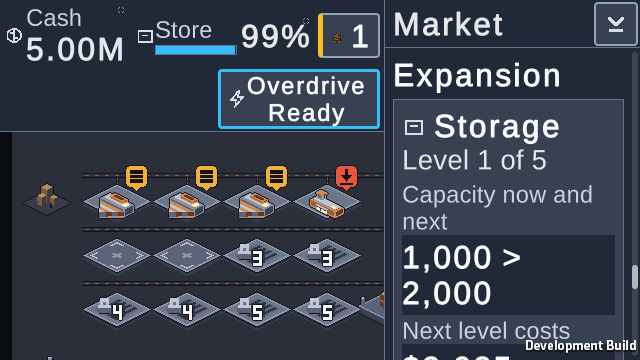 Cash
5.00M
Store
99%
1
Overdrive
Ready
Market
Expansion
Storage
Level 1 of 5
Capacity now and
next
1,000 >
2,000
Next level costs
3
3
4
4
5
5
Development Build